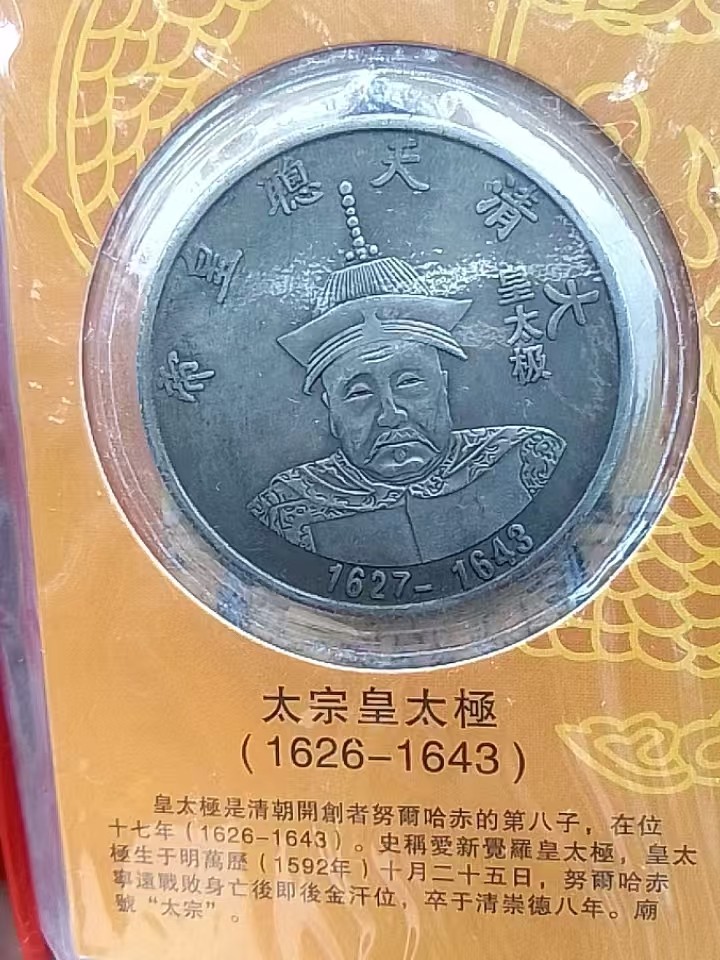 大清天聰皇帝
皇太极
1627-1643
太宗皇太極
(1626-1643)
皇太極是清朝開創者努爾哈赤的第八子，在位
十七年(1626-1643)。史稱愛新覺羅皇太極，皇太
極生于明萬歷(1592年)十月二十五日，努爾哈赤
寧遠戰敗身亡後即後金汗位，卒于清崇德八年。廟
號“太宗”。